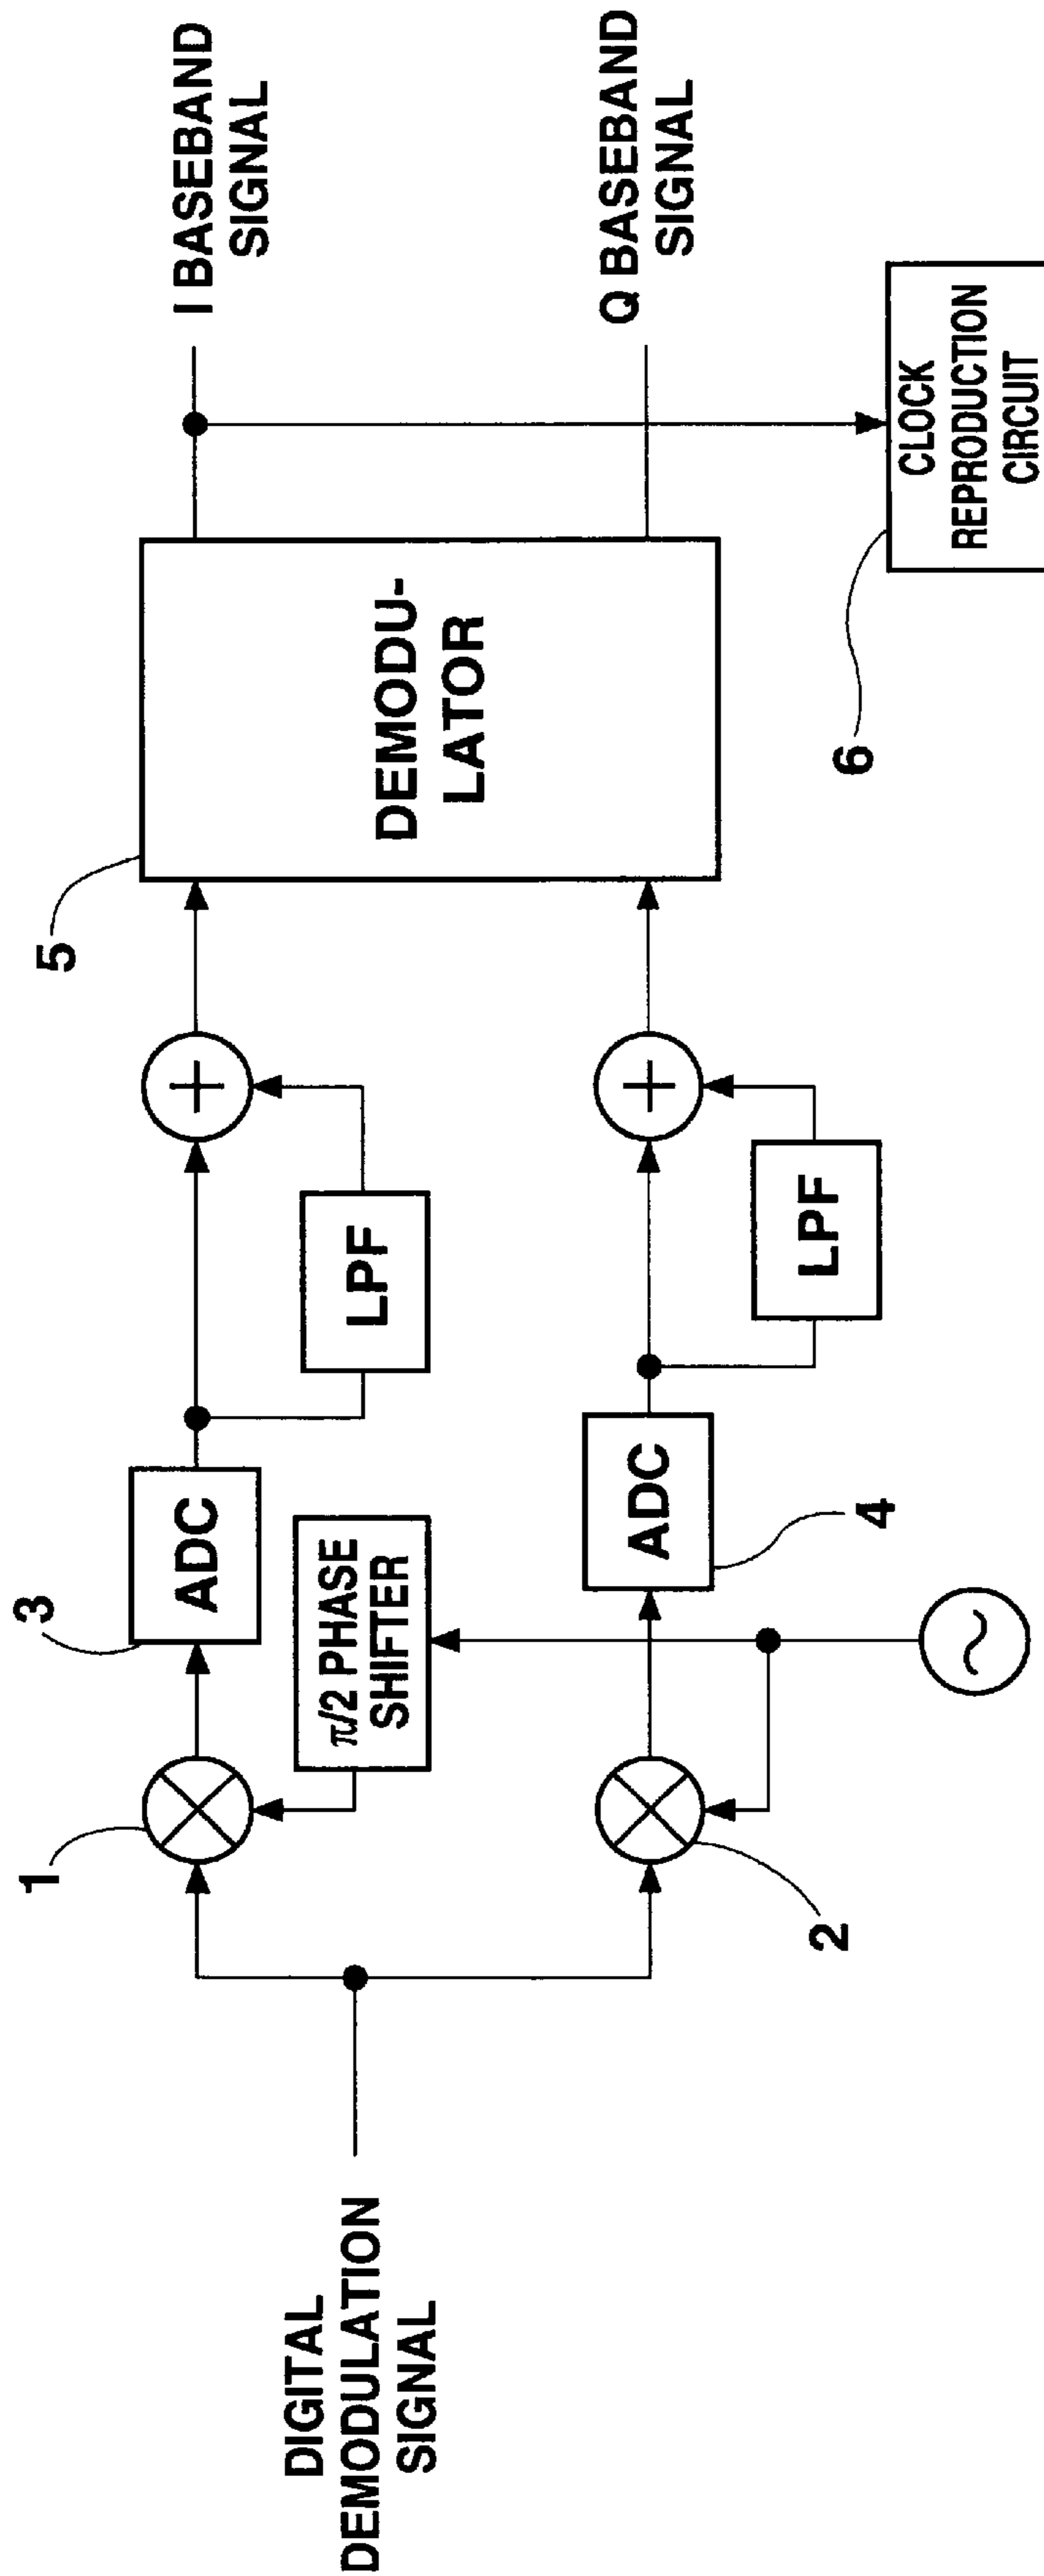 DIGITAL
DEMODULATION
SIGNAL
1
2
π/2 PHASE
SHIFTER
3
ADC
ADC
4
LPF
LPF
5
DEMODU-
LATOR
6
CLOCK
REPRODUCTION
CIRCUIT
I BASEBAND
SIGNAL
Q BASEBAND
SIGNAL